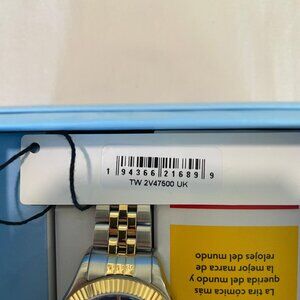 1 94366 21689 9
TW 2V47500 UK
La tira cómica más
querida del mundo y
la mejor marca de
relojes del mundo